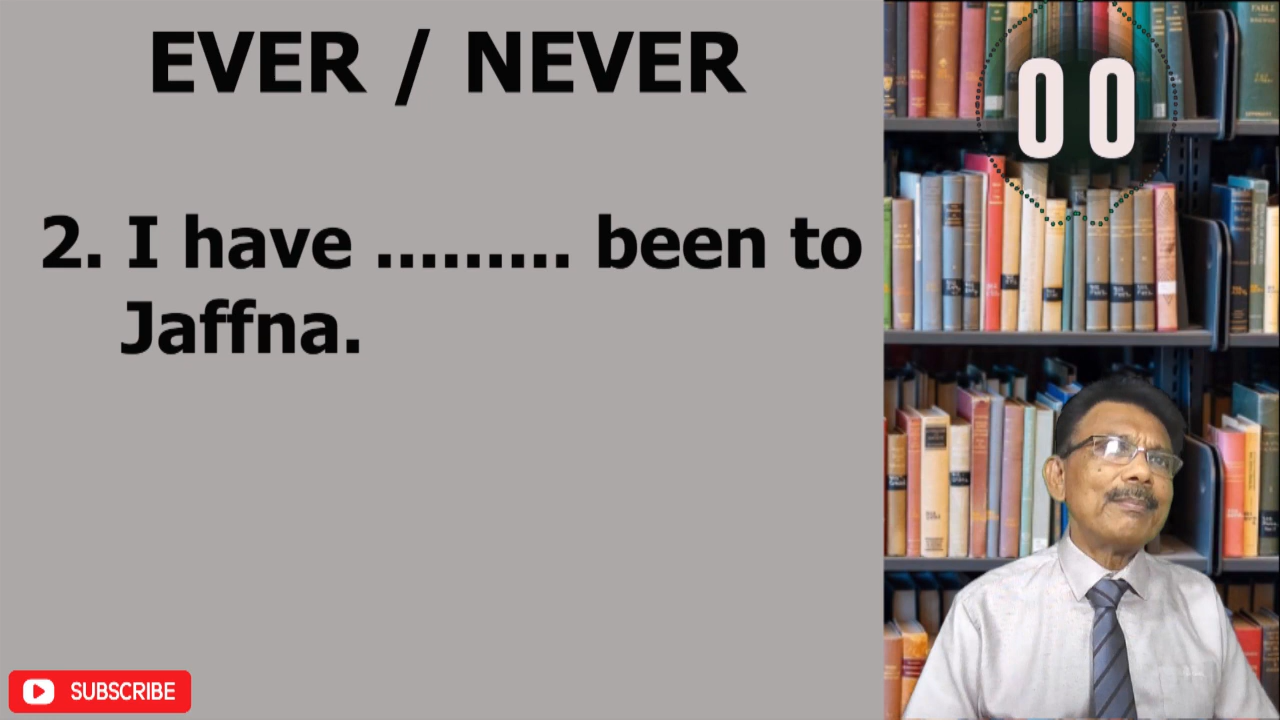 EVER / NEVER
00
2. I have ......... been to
Jaffna.
SUBSCRIBE